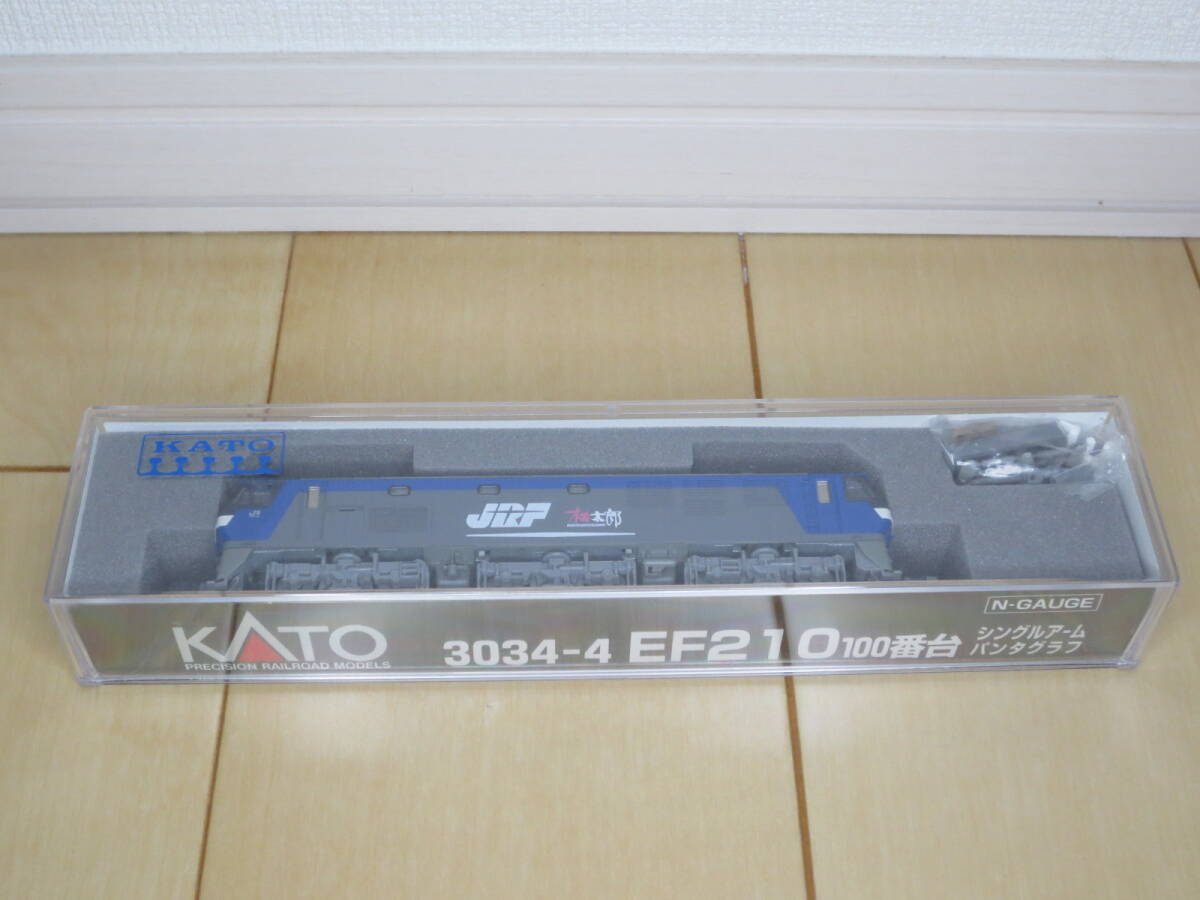 KATO
JRF 桃太郎
N-GAUGE
KATO 3034-4 EF210 100番台 シングルアーム
PRECISION RAILROAD MODELS パンタグラフ